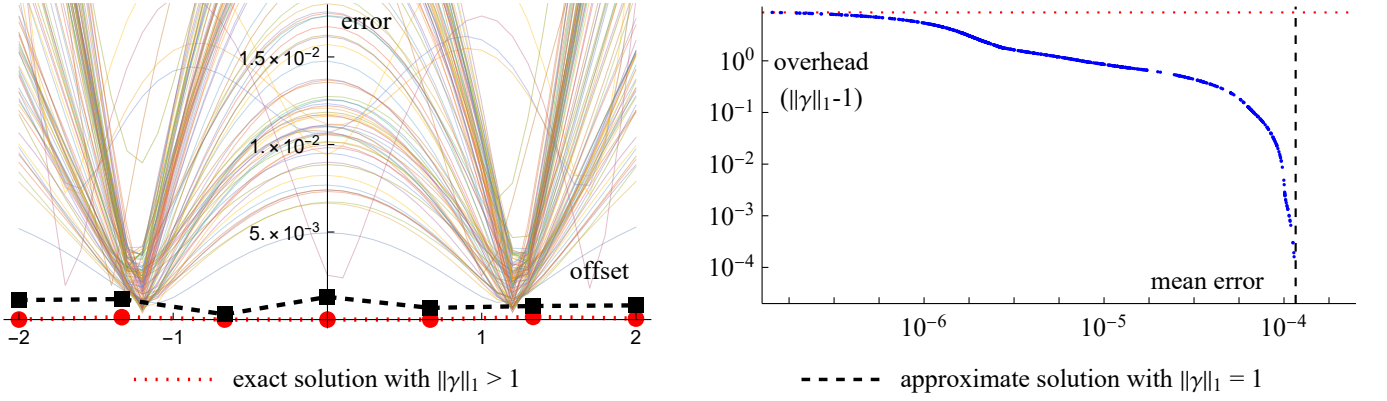 error
1.5×10⁻²
1.×10⁻²
5.×10⁻³
offset
−2
−1
1
2
exact solution with ||γ||₁ > 1
10⁰
10⁻¹
10⁻²
10⁻³
10⁻⁴
overhead
(||γ||₁-1)
mean error
10⁻⁶
10⁻⁵
10⁻⁴
approximate solution with ||γ||₁ = 1